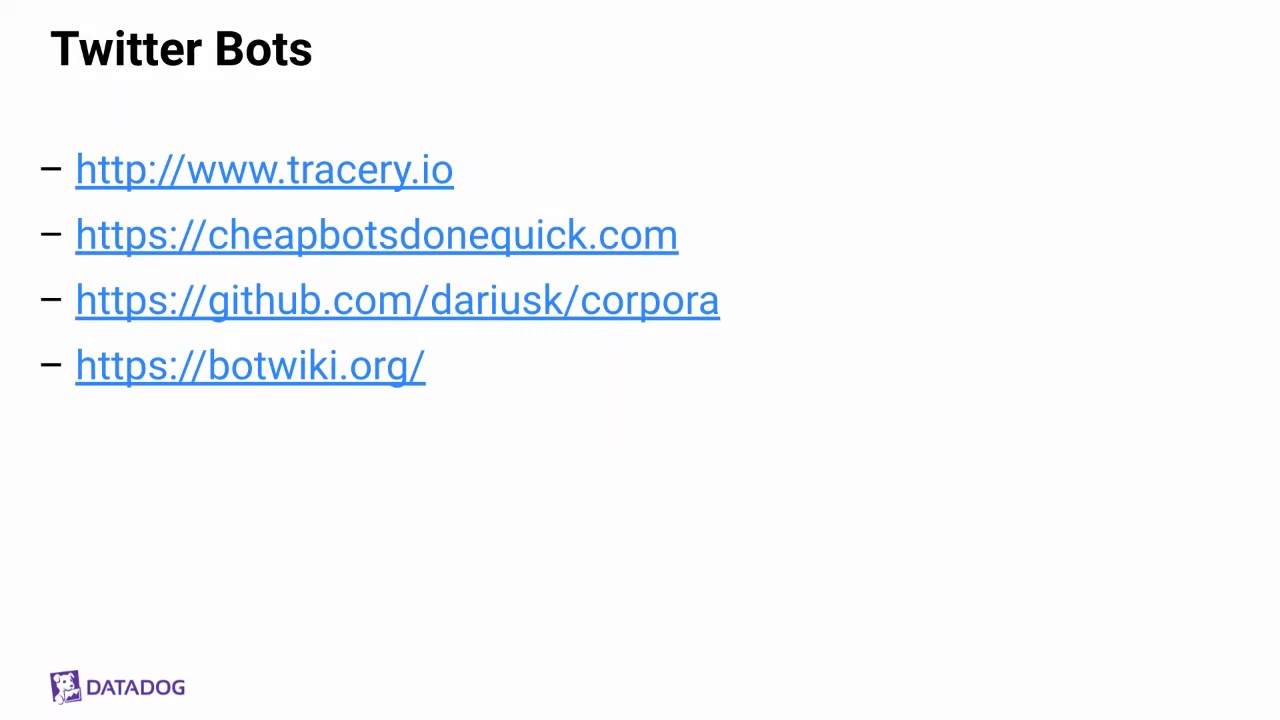 Twitter Bots
– http://www.tracery.io
– https://cheapbotsdonequick.com
– https://github.com/dariusk/corpora
– https://botwiki.org/
DATADOG